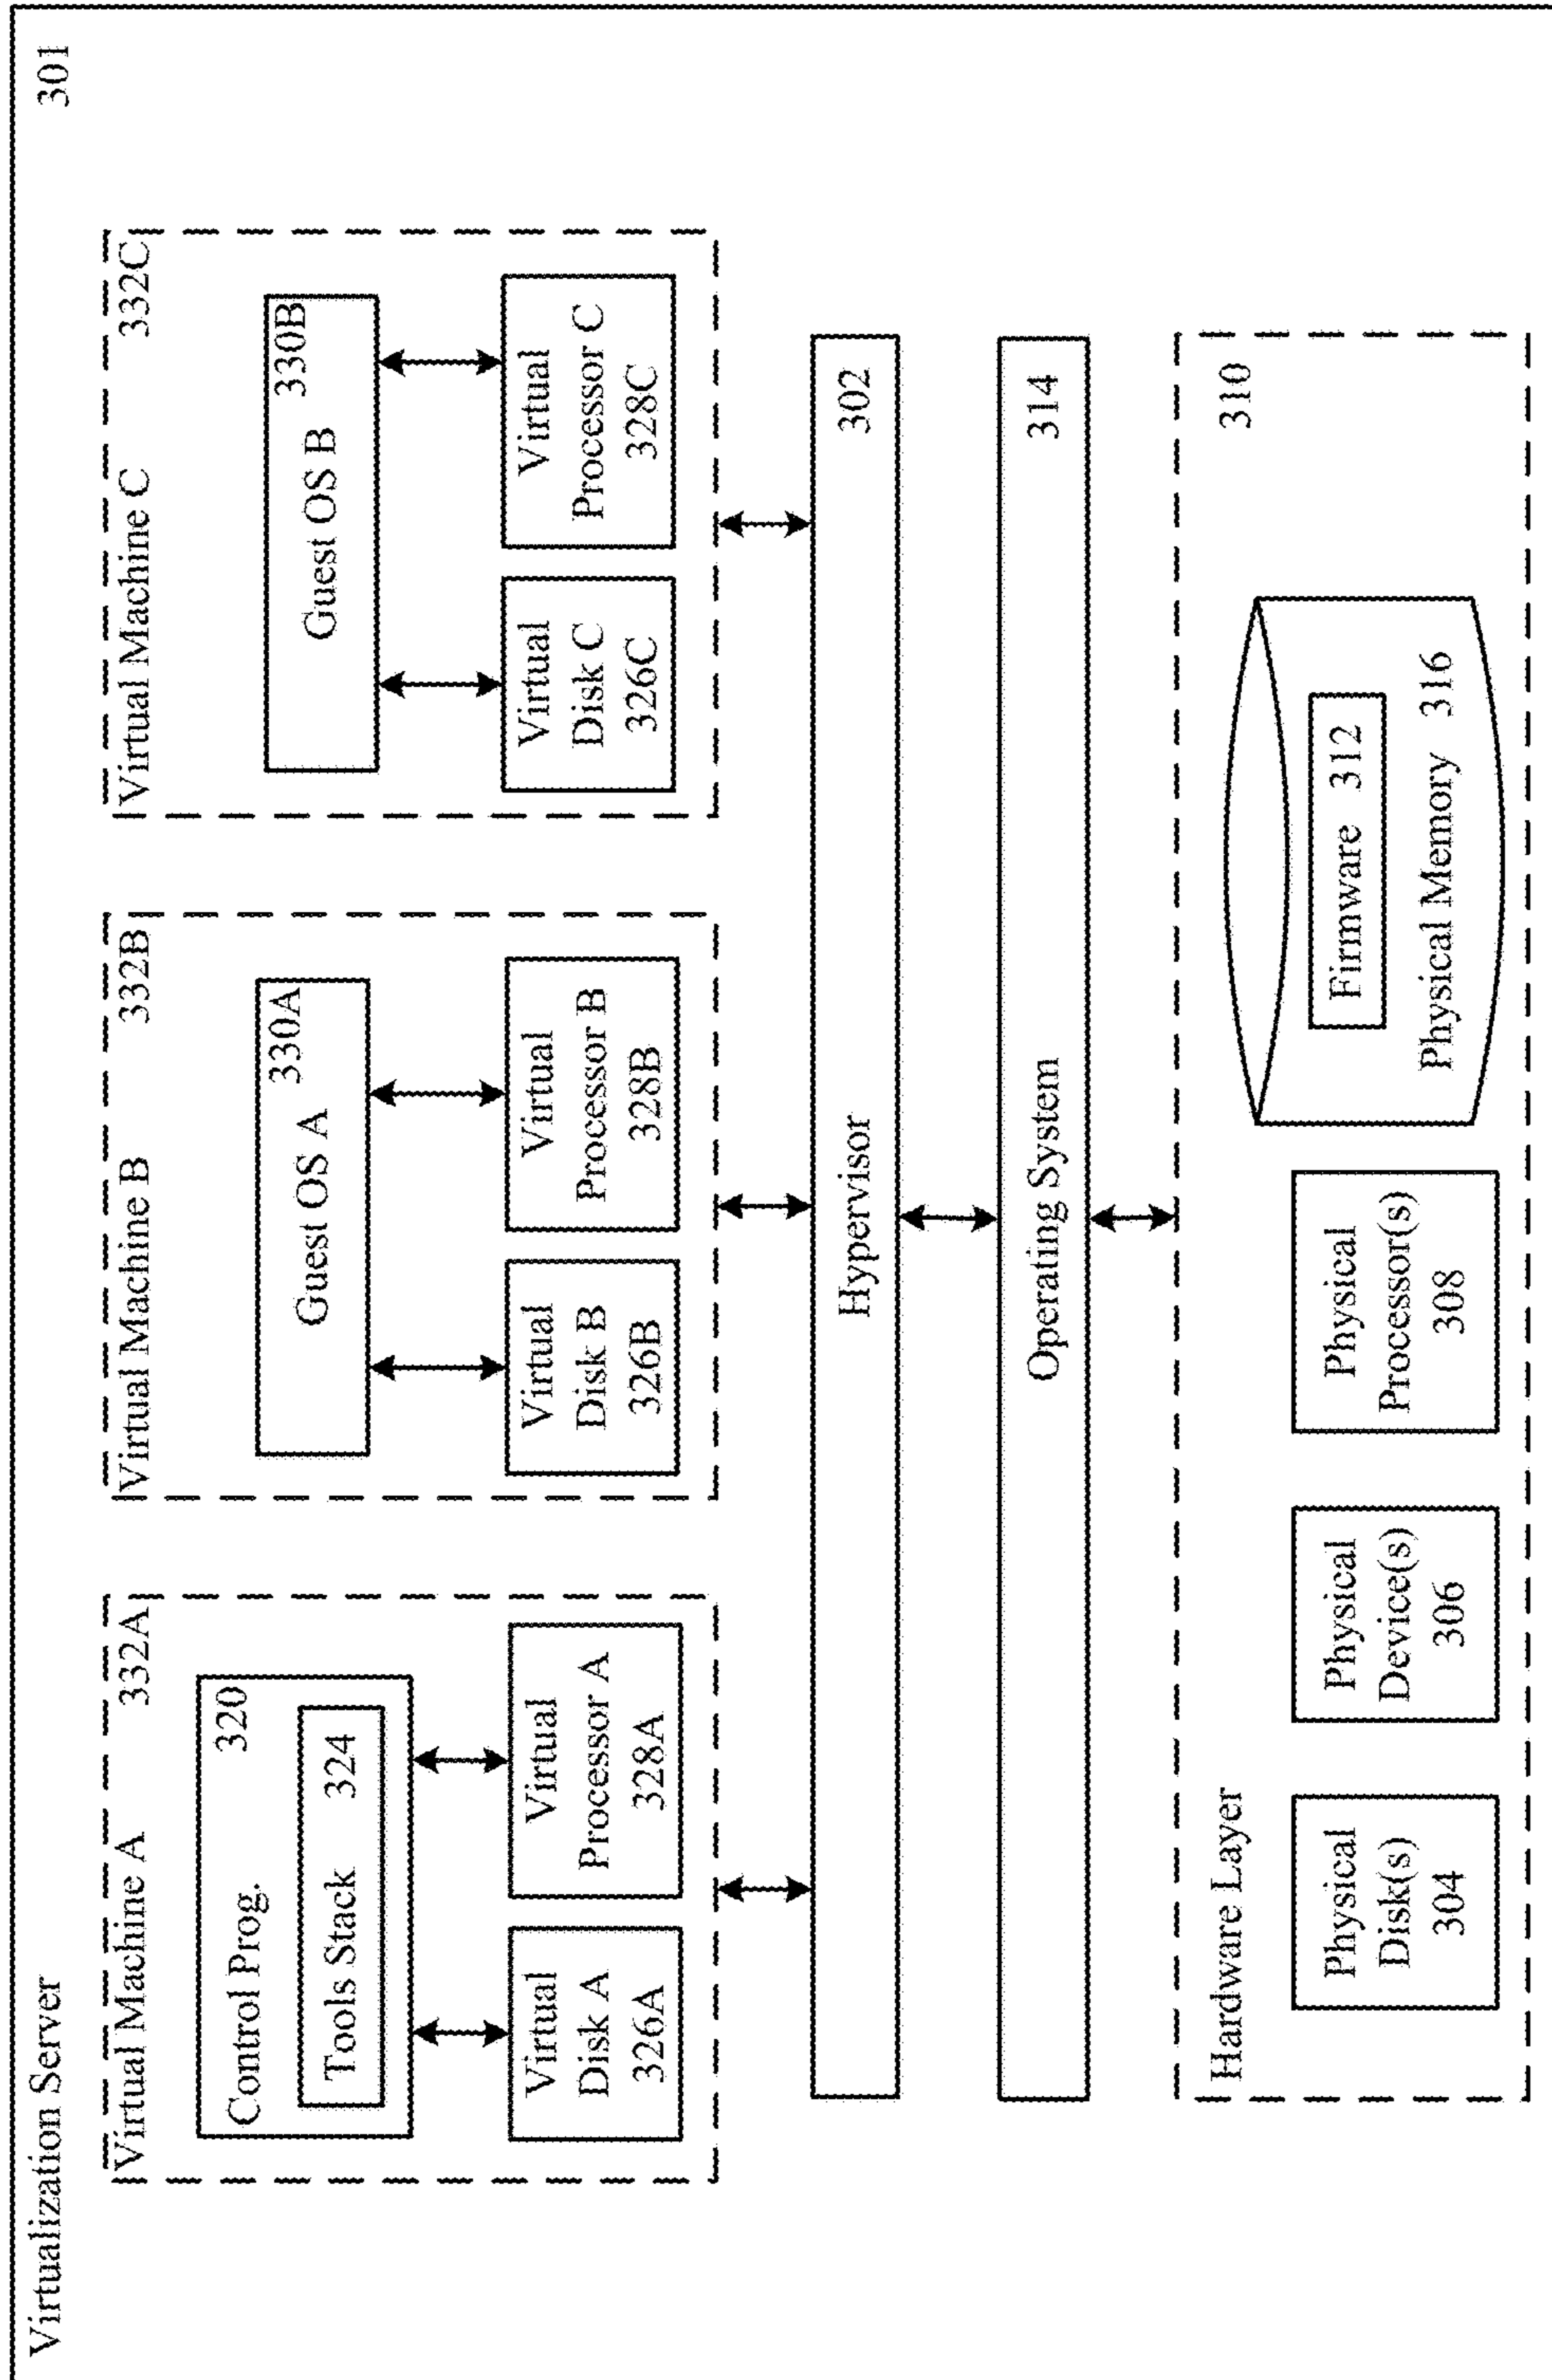 Virtualization Server 301
Virtual Machine A 332A
Control Prog. 320
Tools Stack 324
Virtual
Disk A
326A
Virtual
Processor A
328A
Virtual Machine B 332B
330A
Guest OS A
Virtual
Disk B
326B
Virtual
Processor B
328B
Virtual Machine C 332C
330B
Guest OS B
Virtual
Disk C
326C
Virtual
Processor C
328C
Hypervisor 302
Operating System 314
Hardware Layer 310
Physical
Disk(s)
304
Physical
Device(s)
306
Physical
Processor(s)
308
Firmware 312
Physical Memory 316